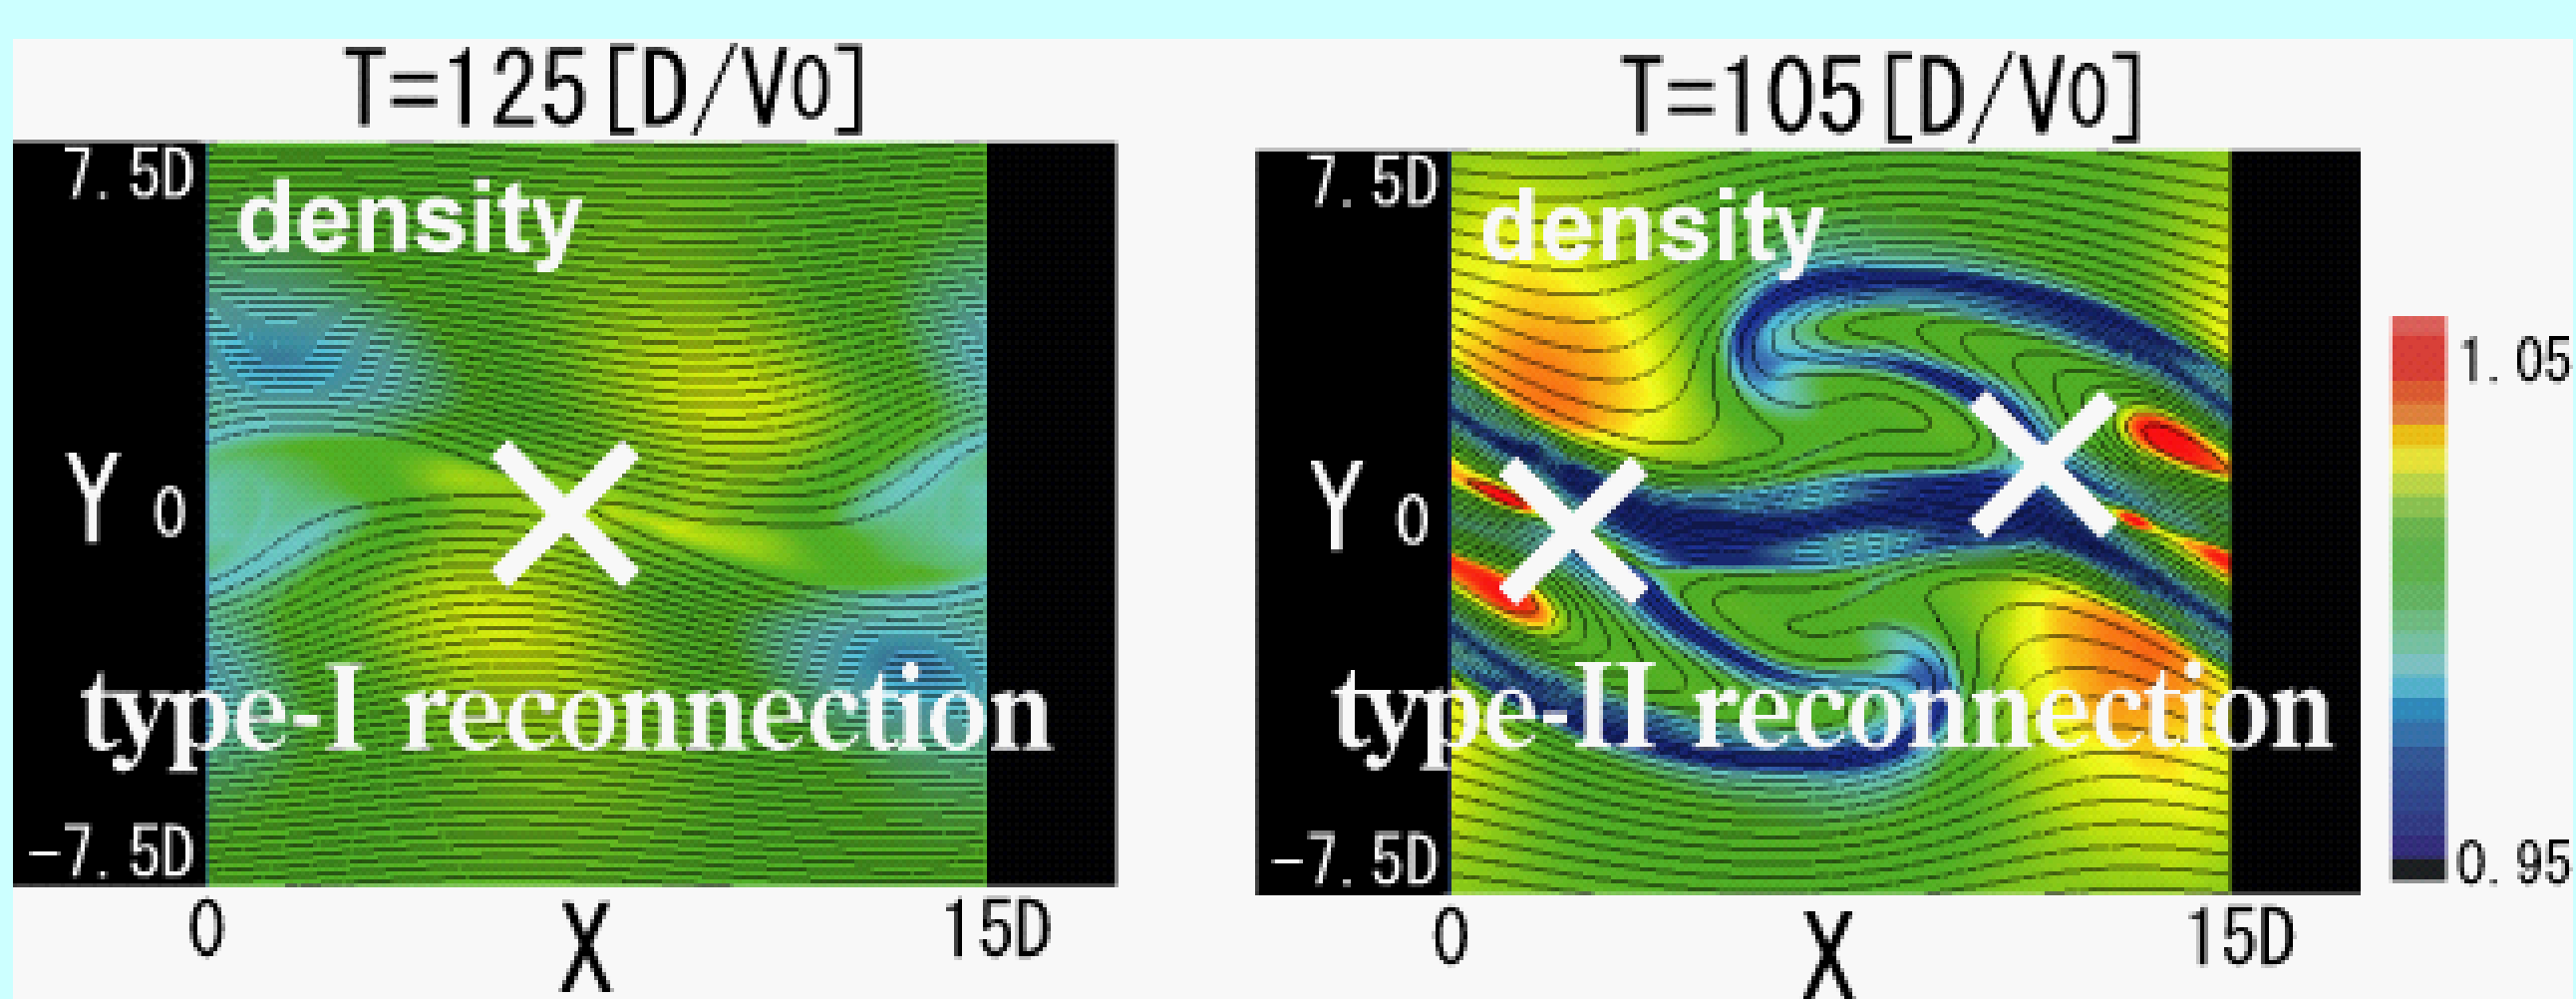 T=125[D/V0]
7.5D
density
Y 0
type-I reconnection
-7.5D
0
15D
X
T=105[D/V0]
7.5D
density
Y 0
type-II reconnection
-7.5D
0
15D
X
1.05
0.95